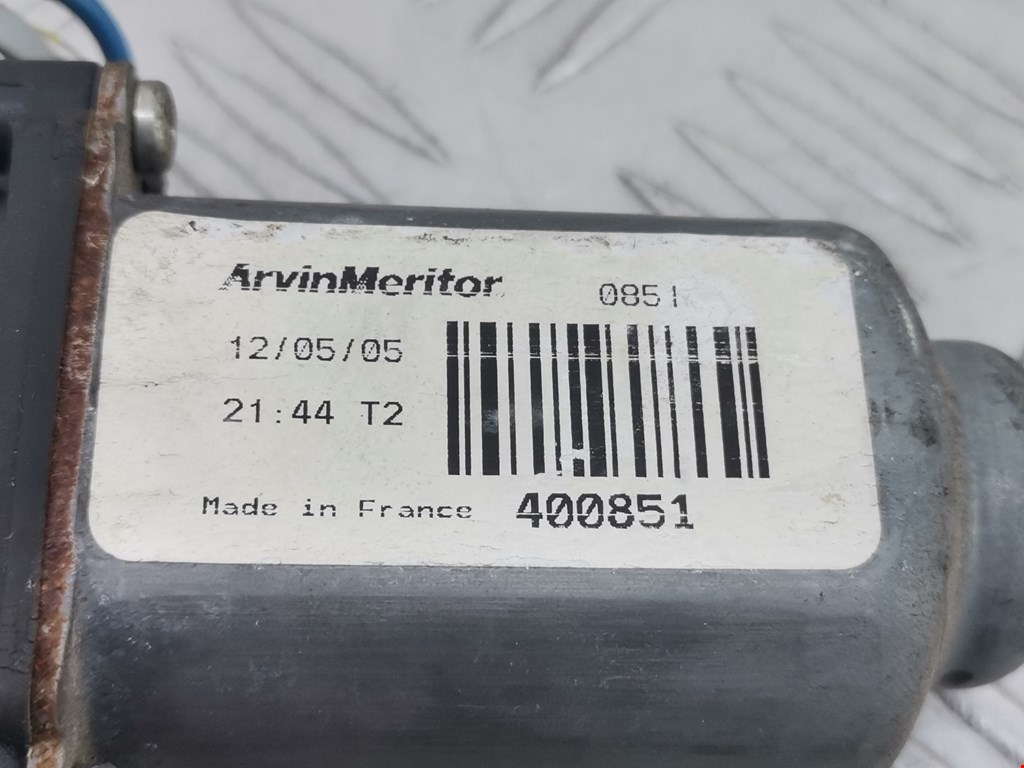 ArvinMeritor 0851
12/05/05
21:44 T2
Made in France 400851